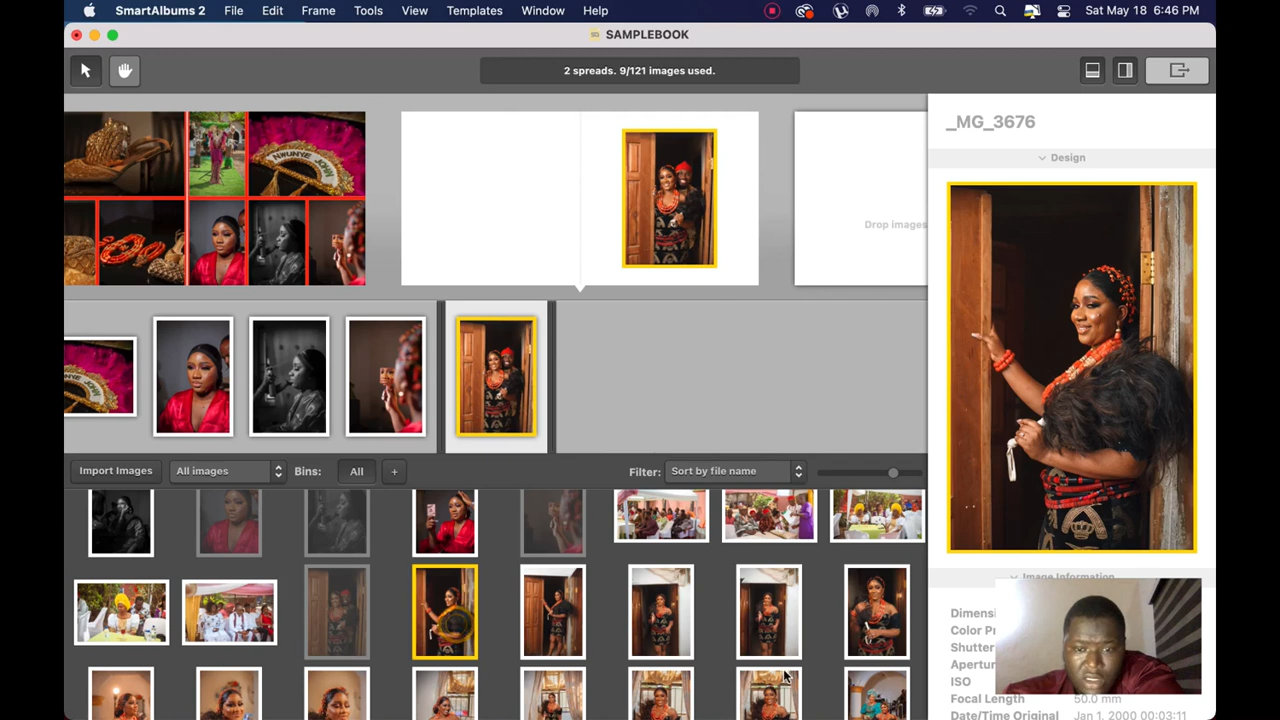 SmartAlbums 2 File Edit Frame Tools View Templates Window Help Sat May 18 6:46 PM
SAMPLEBOOK
2 spreads. 9/121 images used.
_MG_3676
Design
NWUNYE
Drop images
Import Images All images Bins: All + Filter: Sort by file name
Image Information
Dimens
Color Pr
Shutter
Apertur
ISO
Focal Length 50.0 mm
Date/Time Original Jan 1, 2000 00:03:11